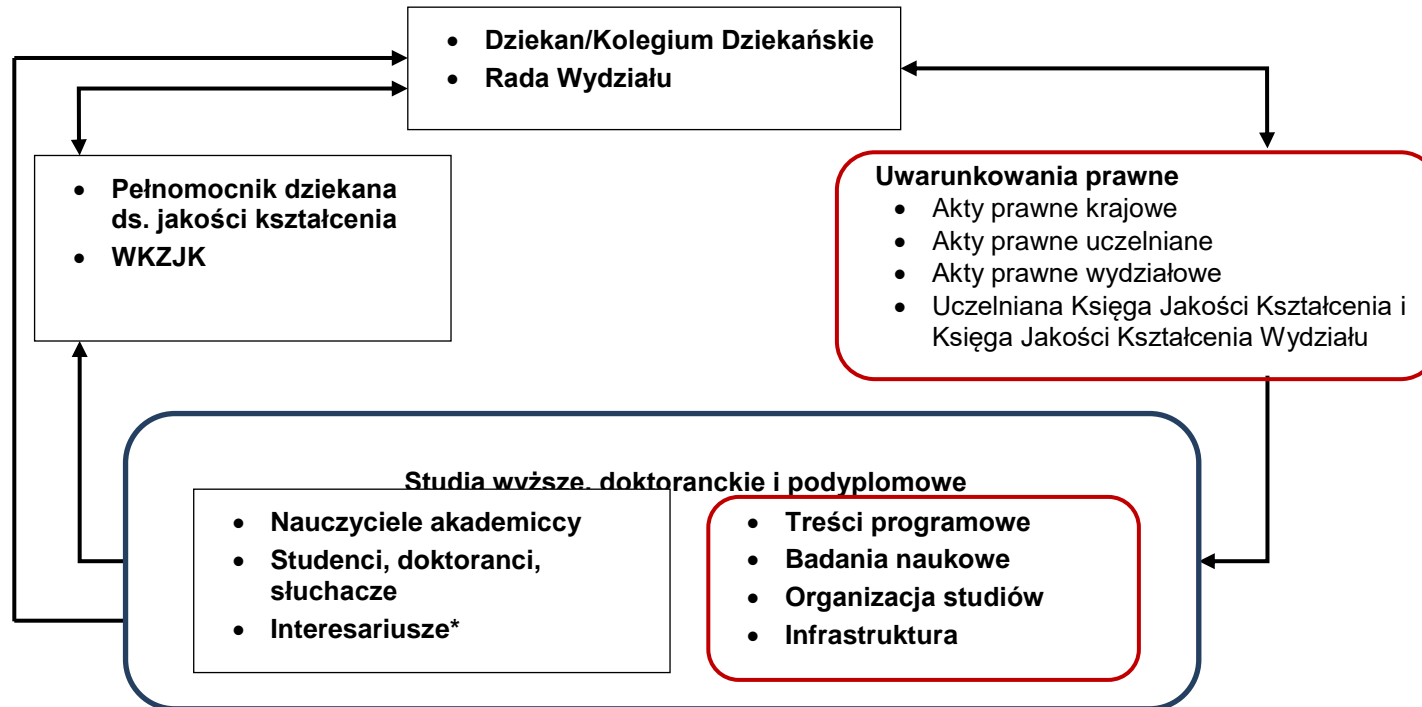 • Dziekan/Kolegium Dziekańskie
• Rada Wydziału
• Pełnomocnik dziekana
ds. jakości kształcenia
• WKZJK
Uwarunkowania prawne
• Akty prawne krajowe
• Akty prawne uczelniane
• Akty prawne wydziałowe
• Uczelniana Księga Jakości Kształcenia i
Księga Jakości Kształcenia Wydziału
Studia wyższe, doktoranckie i podyplomowe
• Nauczyciele akademiccy
• Studenci, doktoranci,
słuchacze
• Interesariusze*
• Treści programowe
• Badania naukowe
• Organizacja studiów
• Infrastruktura